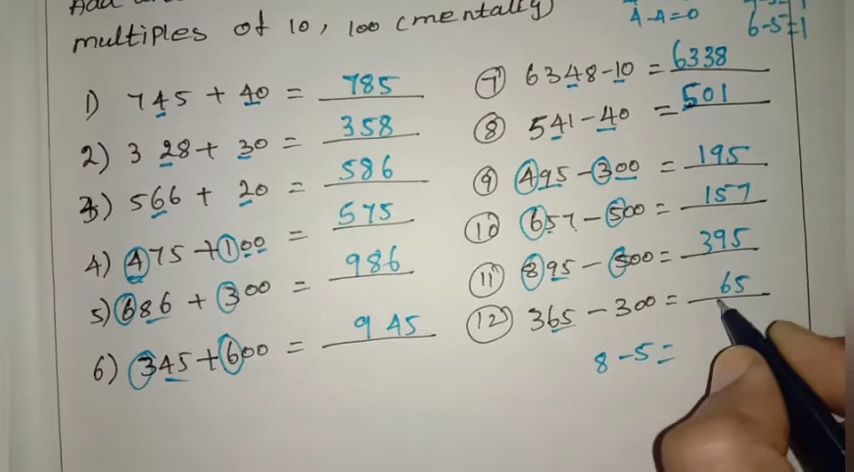 Add
multiples of 10, 100 (mentally)
1) 745 + 40 = 785
2) 328 + 30 = 358
3) 566 + 20 = 586
4) 475 + 100 = 575
5) 686 + 300 = 986
6) 345 + 600 = 945
4-4=0
6-5=1
7) 6348 - 10 = 6338
8) 541 - 40 = 501
9) 495 - 300 = 195
10) 657 - 500 = 157
11) 895 - 500 = 395
12) 365 - 300 = 65
8 - 5 =